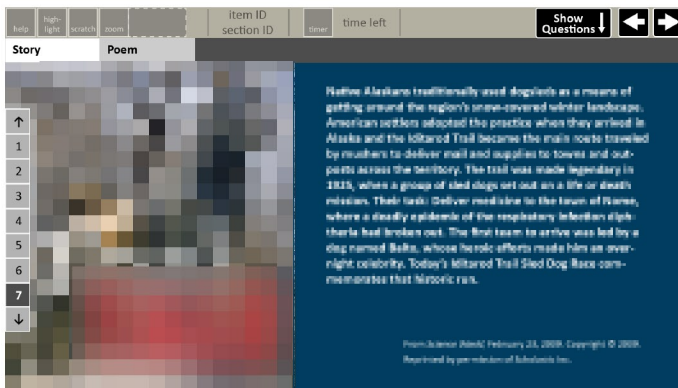 help
high-
light
scratch
zoom
item ID
section ID
timer
time left
Show
Questions
Story
Poem
1
2
3
4
5
6
7
Native Alaskans traditionally used dogsleds as a means of
getting around the region's snow-covered winter landscape.
American settlers adopted the practice when they arrived in
Alaska and the Iditarod Trail became the main route traveled
by mushers to deliver mail and supplies to towns and out-
posts across the territory. The trail was made legendary in
1925, when a group of sled dogs set out on a life or death
mission. Their task: Deliver medicine to the town of Nome,
where a deadly epidemic of the respiratory infection diph-
theria had broken out. The first team to arrive was led by a
dog named Balto, whose heroic efforts made him an over-
night celebrity. Today's Iditarod Trail Sled Dog Race com-
memorates that historic run.
From Science World, February 23, 2009. Copyright © 2009.
Reprinted by permission of Scholastic Inc.